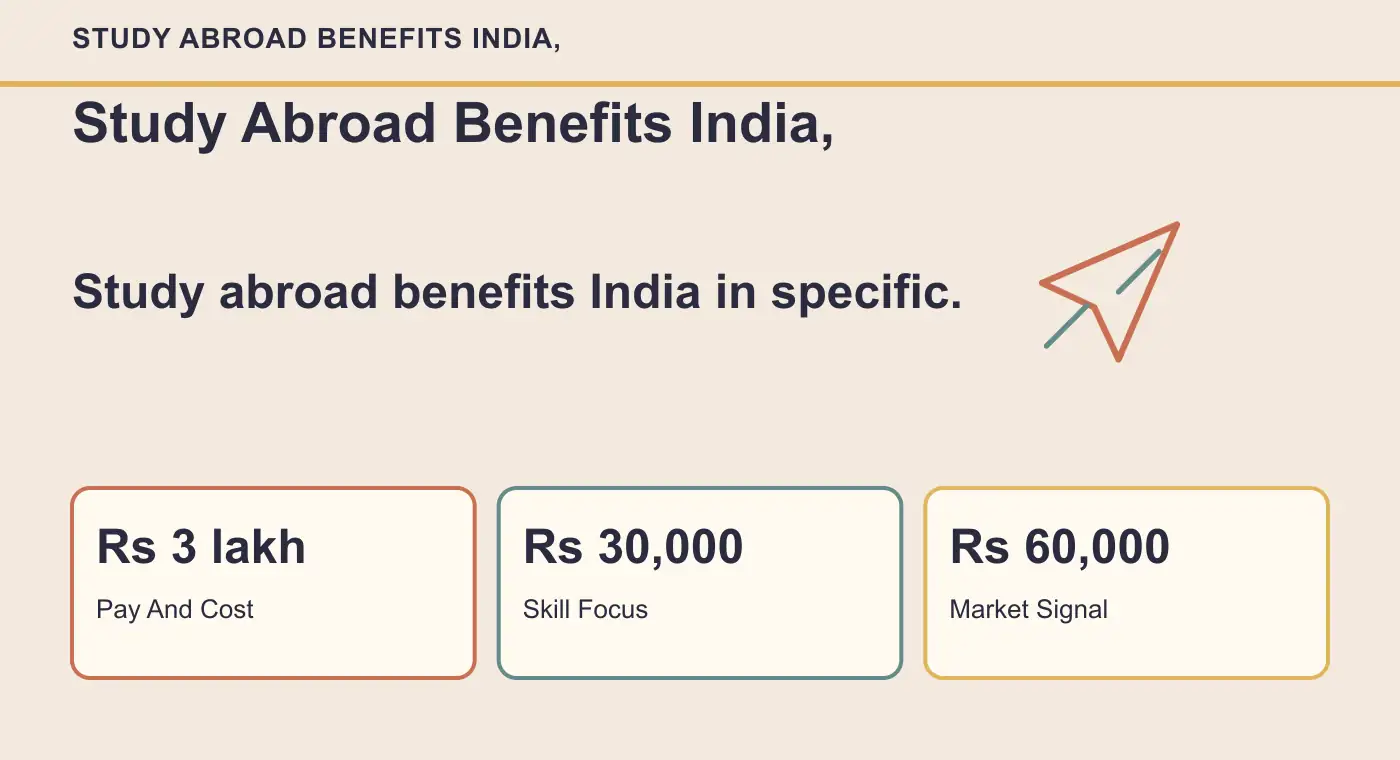 STUDY ABROAD BENEFITS INDIA,
Study Abroad Benefits India,
Study abroad benefits India in specific.
Rs 3 lakh
Pay And Cost
Rs 30,000
Skill Focus
Rs 60,000
Market Signal